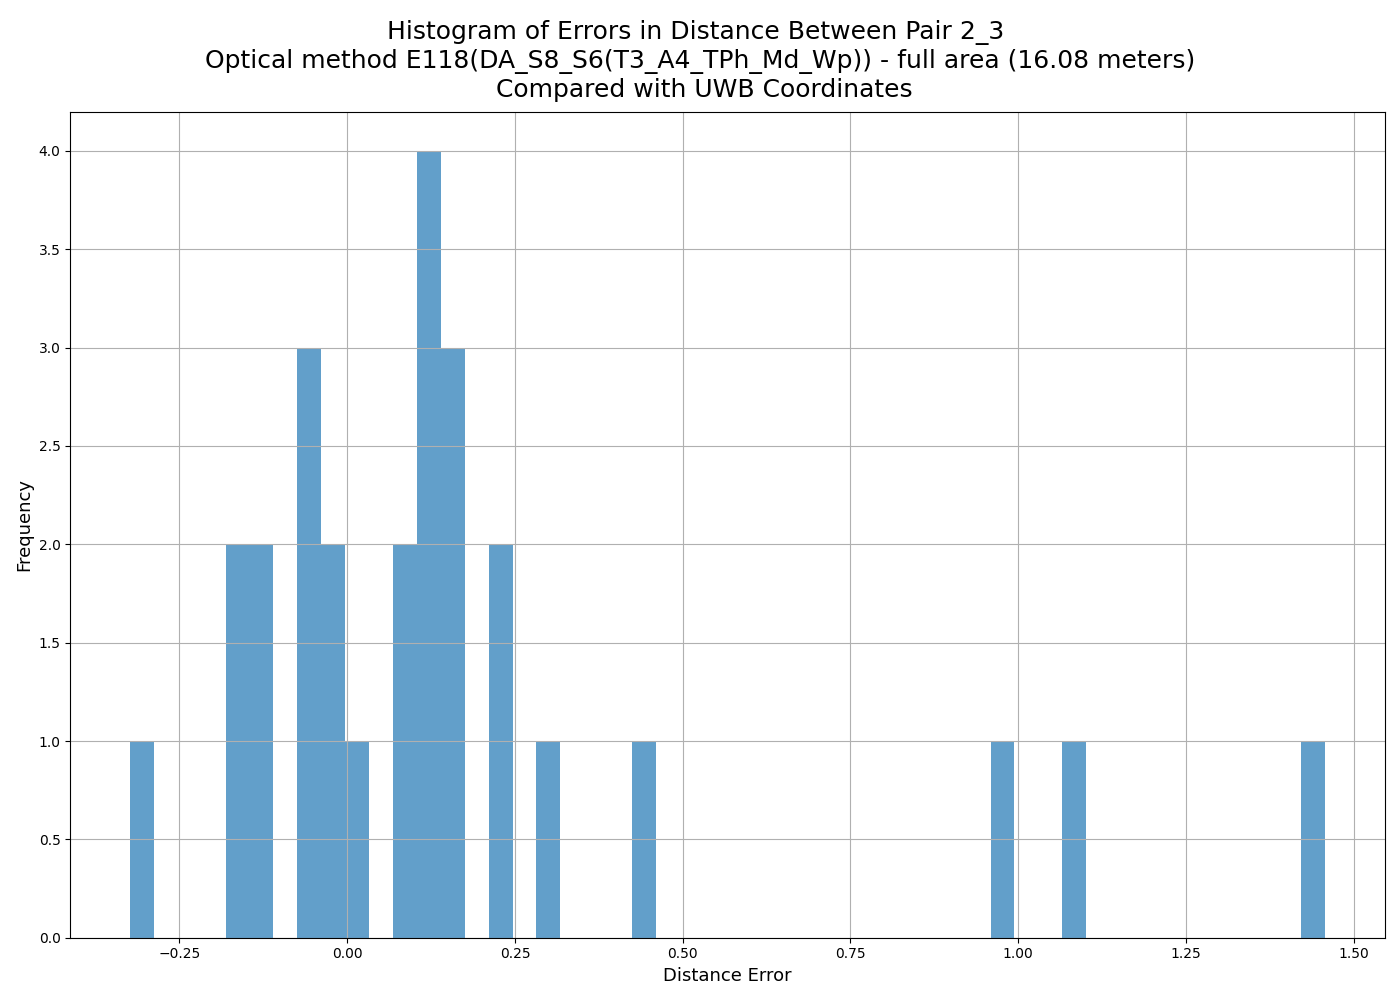 Histogram of Errors in Distance Between Pair 2_3
Optical method E118(DA_S8_S6(T3_A4_TPh_Md_Wp)) - full area (16.08 meters)
Compared with UWB Coordinates
4.0
3.5
3.0
2.5
2.0
1.5
1.0
0.5
0.0
Frequency
−0.25 0.00 0.25 0.50 0.75 1.00 1.25 1.50
Distance Error